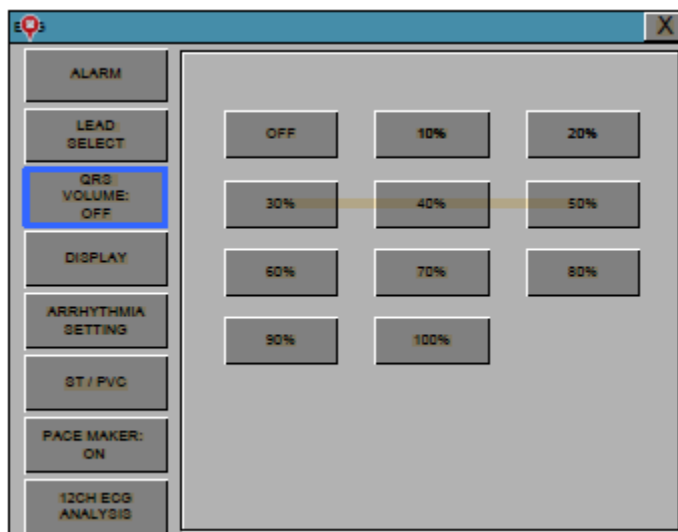 X
ALARM
LEAD
SELECT
QRS
VOLUME:
OFF
DISPLAY
ARRHYTHMIA
SETTING
ST / PVC
PACE MAKER:
ON
12CH ECG
ANALYSIS
OFF 10% 20%
30% 40% 50%
60% 70% 80%
90% 100%